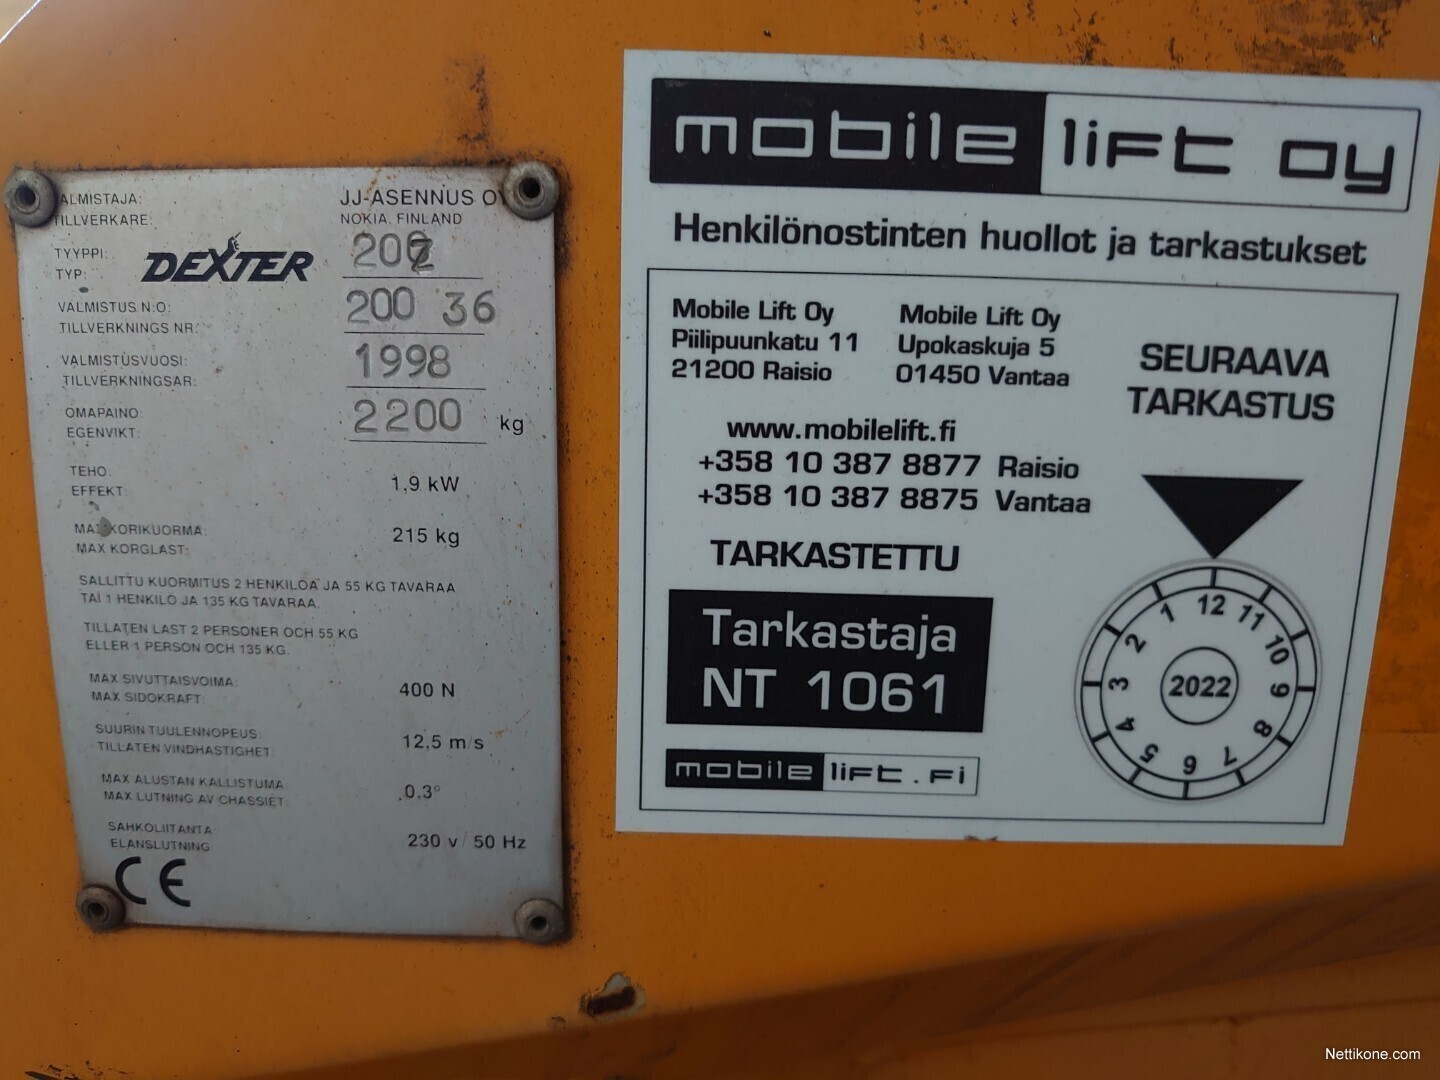 VALMISTAJA: JJ-ASENNUS OY
TILLVERKARE: NOKIA, FINLAND
TYYPPI:
TYP: DEXTER
VALMISTUS N:O: 200 36
TILLVERKNINGS NR:
VALMISTUSVUOSI: 1998
TILLVERKNINGSAR:
OMAPAINO: 2200 kg
EGENVIKT:
TEHO: 1,9 kW
EFFEKT:
MAX KORIKUORMA: 215 kg
MAX KORGLAST:
SALLITTU KUORMITUS 2 HENKILÖÄ JA 55 KG TAVARAA
TAI 1 HENKILÖ JA 135 KG TAVARAA.
TILLATEN LAST 2 PERSONER OCH 55 KG
ELLER 1 PERSON OCH 135 KG.
MAX SIVUTTAISVOIMA: 400 N
MAX SIDOKRAFT:
SUURIN TUULENNOPEUS: 12.5 m/s
TILLATEN VINDHASTIGHET:
MAX ALUSTAN KALLISTUMA 0.3°
MAX LUTNING AV CHASSIET:
SAHKOLIITANTA 230 v / 50 Hz
ELANSLUTNING
CE
mobile lift oy
Henkilönostinten huollot ja tarkastukset
Mobile Lift Oy
Piilipuunkatu 11
21200 Raisio
Mobile Lift Oy
Upokaskuja 5
01450 Vantaa
www.mobilelift.fi
+358 10 387 8877 Raisio
+358 10 387 8875 Vantaa
TARKASTETTU
Tarkastaja
NT 1061
mobile lift.fi
SEURAAVA
TARKASTUS
12 11 10 9 8 7 6 5 4 3 2 1
2022
Nettikone.com